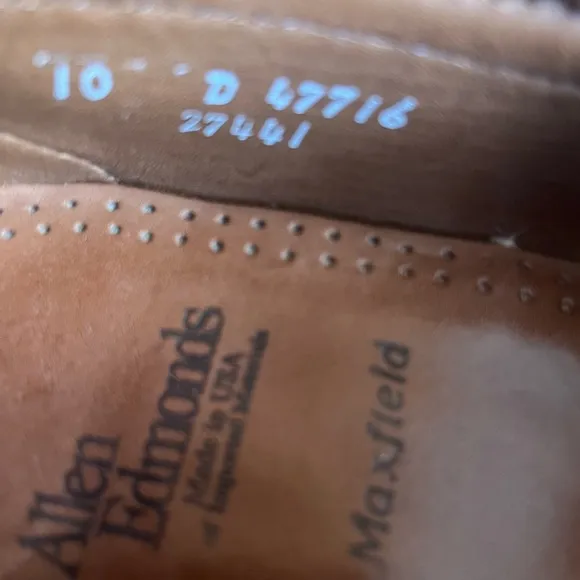 10 D 47716
27441
Allen
Edmonds
Made in USA
of Imported Materials
Maxfield